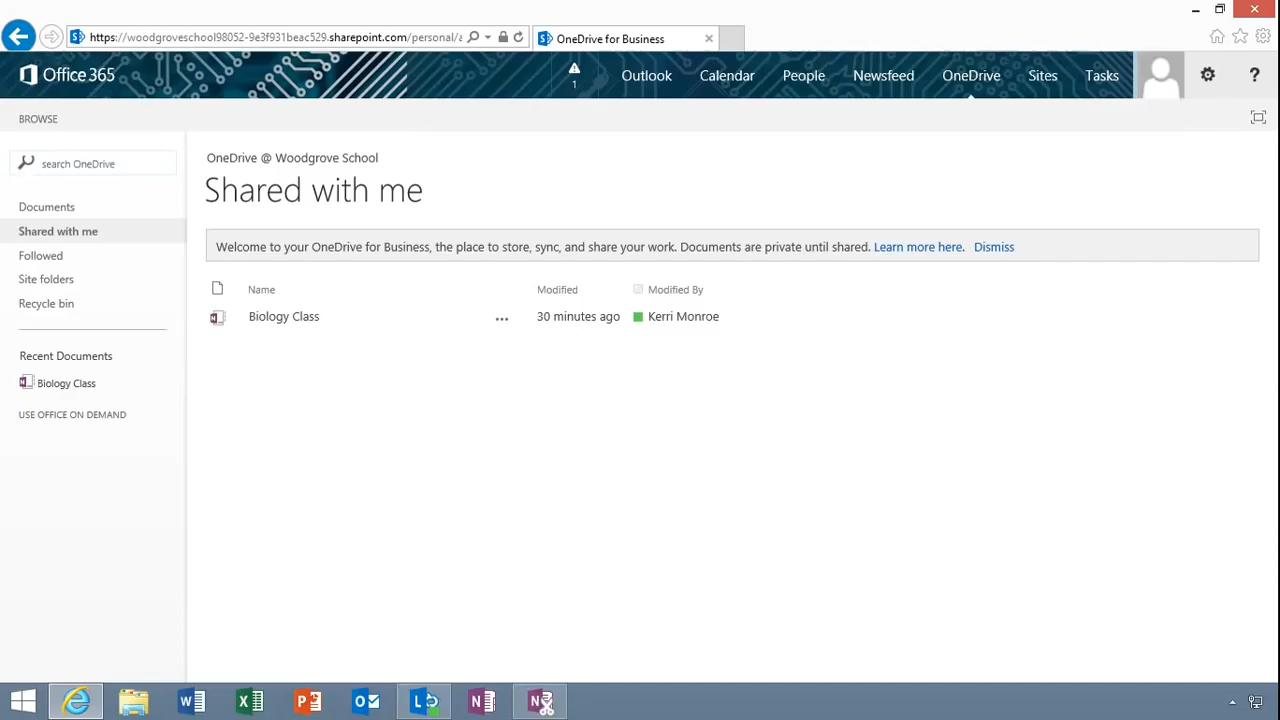 https://woodgroveschool98052-9e3f931beac529.sharepoint.com/personal/a
OneDrive for Business
Office 365
1
Outlook
Calendar
People
Newsfeed
OneDrive
Sites
Tasks
?
BROWSE
search OneDrive
Documents
Shared with me
Followed
Site folders
Recycle bin
Recent Documents
Biology Class
USE OFFICE ON DEMAND
OneDrive @ Woodgrove School
Shared with me
Welcome to your OneDrive for Business, the place to store, sync, and share your work. Documents are private until shared. Learn more here. Dismiss
Name Modified Modified By
Biology Class ... 30 minutes ago Kerri Monroe